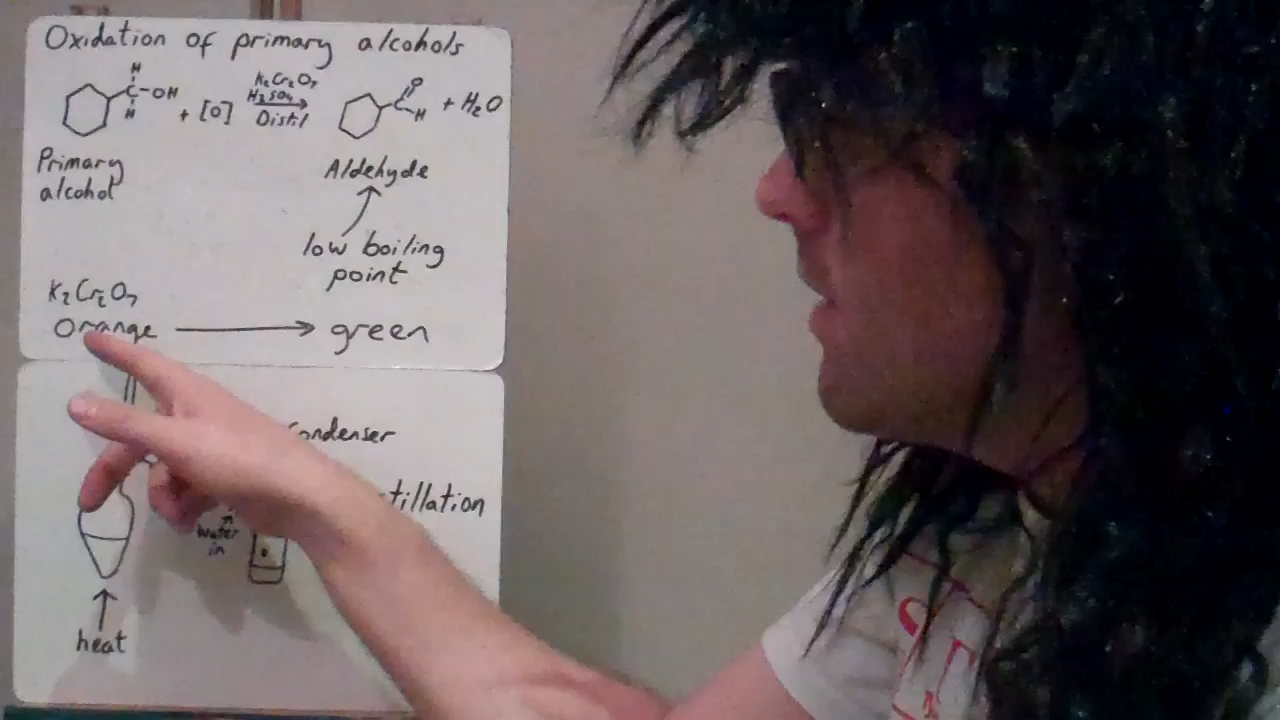 Oxidation of primary alcohols
H
C-OH
H
+ [O]
K2Cr2O7
H2SO4
Distil
O
C
H
+ H2O
Primary
alcohol
Aldehyde
low boiling
point
K2Cr2O7
Orange → green
Condenser
Water
in
heat